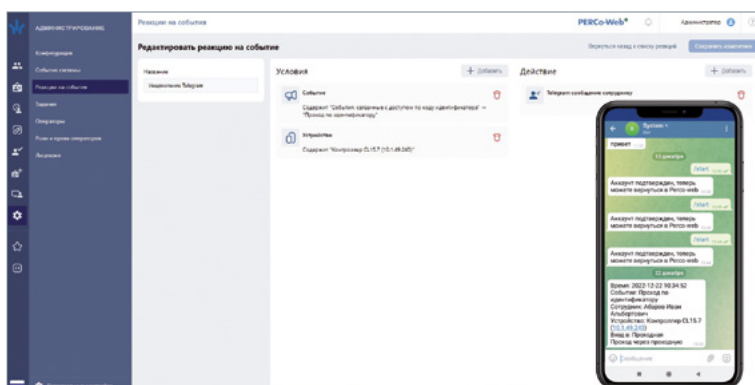 АДМИНИСТРИРОВАНИЕ
Конфигурация
События системы
Реакции на события
Задания
Операторы
Роли и права операторов
Лицензии
Реакции на события
PERCo-Web
Администратор
Редактировать реакцию на событие
Вернуться назад к списку реакций
Сохранить изменения
Название
Уведомление Telegram
Условия
+ Добавить
Событие
Содержит "События связанные с доступом по коду идентификатора" —
"Проход по идентификатору"
Устройство
Содержит "Контроллер CL15.7 (10.1.49.243)"
Действие
+ Добавить
Telegram сообщение сотруднику
System
привет
13 декабря
/start
Аккаунт подтвержден, теперь
можете вернуться в Perco-web
/start
Аккаунт подтвержден, теперь
можете вернуться в Perco-web
/start
Аккаунт подтвержден, теперь
можете вернуться в Perco-web
22 декабря
Время: 2022-12-22 10:34:52
Событие: Проход по
идентификатору
Сотрудник: Абаров Иван
Альбертович
Устройство: Контроллер CL15.7
(10.1.49.243)
Вход в: Проходная
Проход через проходную
Сообщение